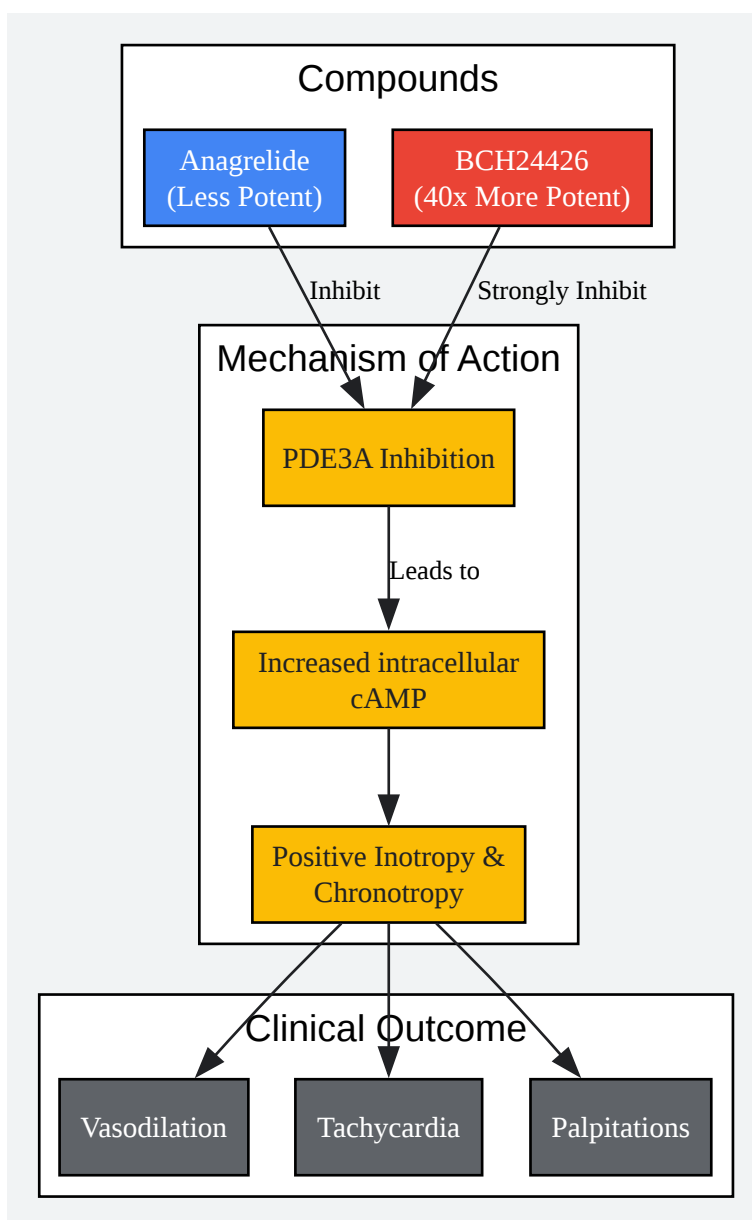 Compounds
Anagrelide
(Less Potent)
BCH24426
(40x More Potent)
Inhibit
Strongly Inhibit
Mechanism of Action
PDE3A Inhibition
Leads to
Increased intracellular
cAMP
Positive Inotropy &
Chronotropy
Clinical Outcome
Vasodilation
Tachycardia
Palpitations